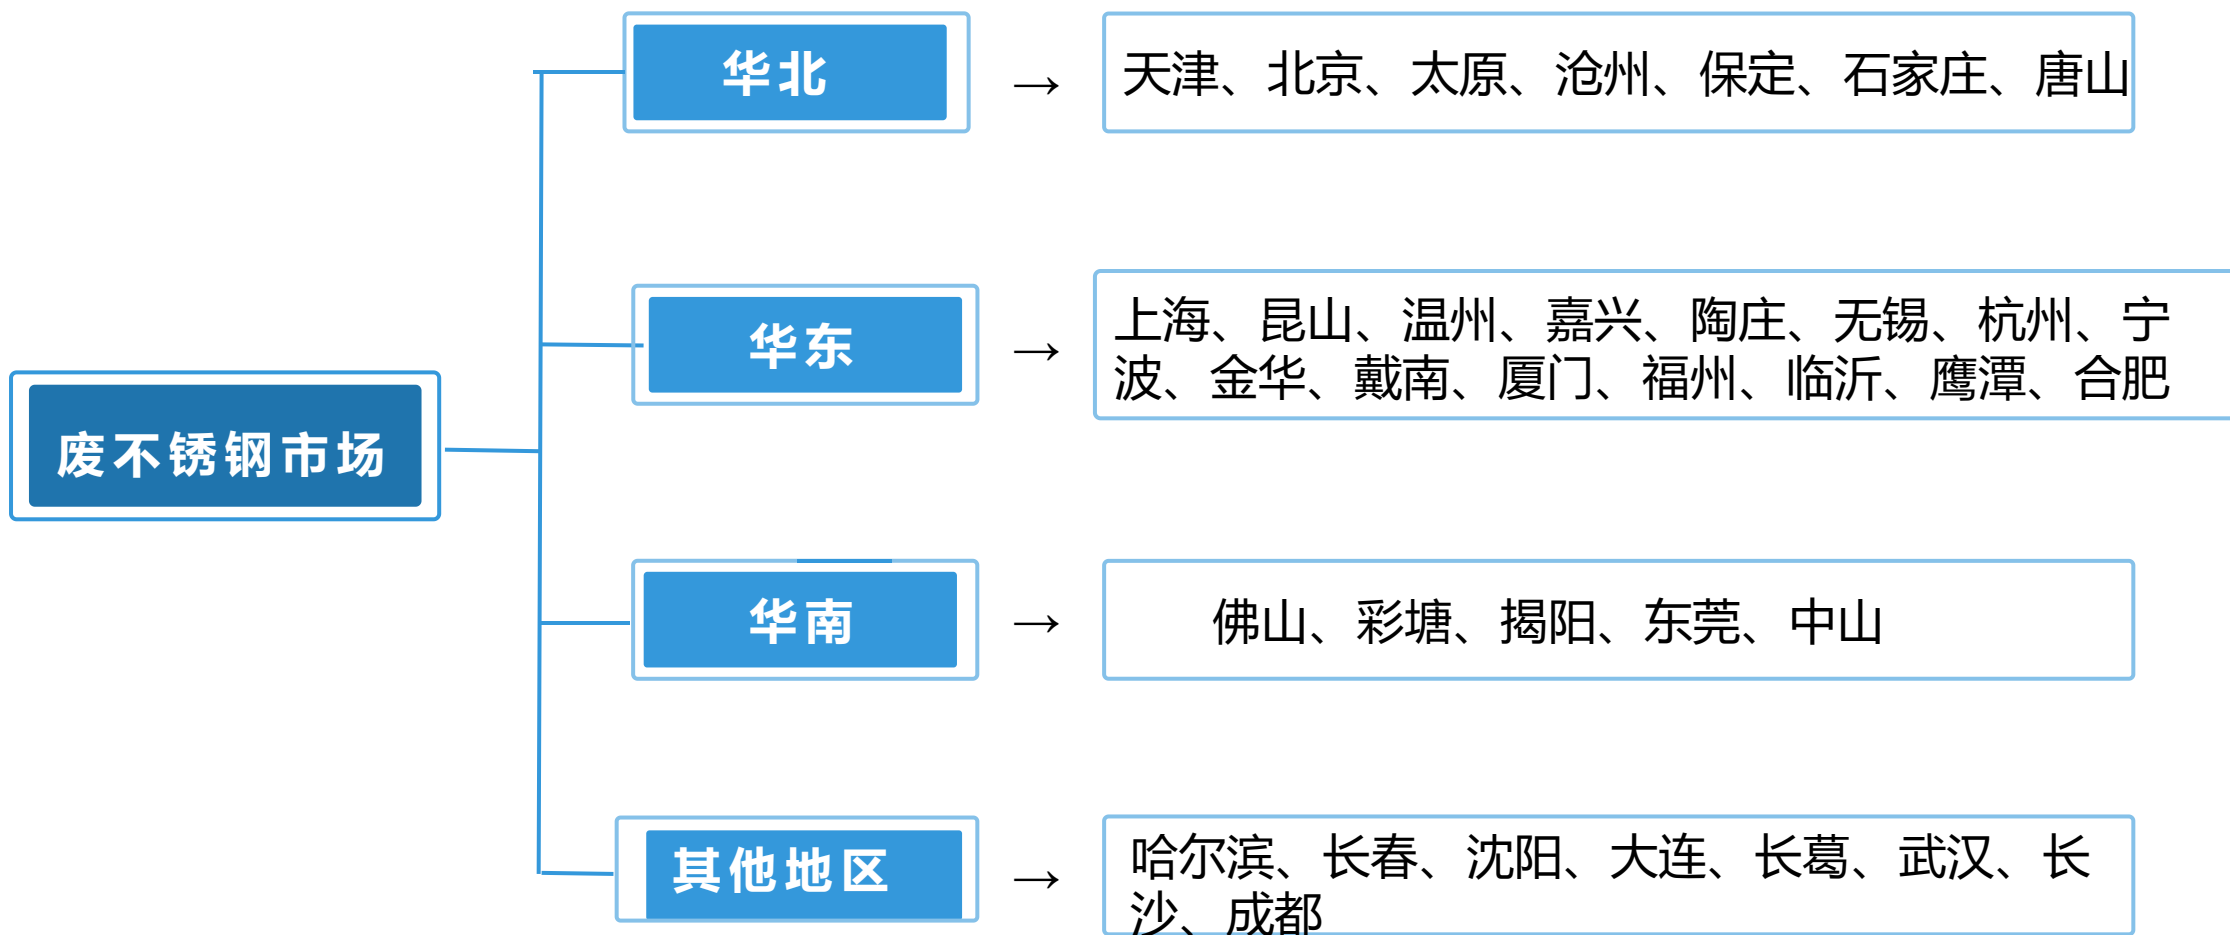 华北
→
天津、北京、太原、沧州、保定、石家庄、唐山
华东
→
上海、昆山、温州、嘉兴、陶庄、无锡、杭州、宁
波、金华、戴南、厦门、福州、临沂、鹰潭、合肥
废不锈钢市场
华南
→
佛山、彩塘、揭阳、东莞、中山
其他地区
→
哈尔滨、长春、沈阳、大连、长葛、武汉、长
沙、成都